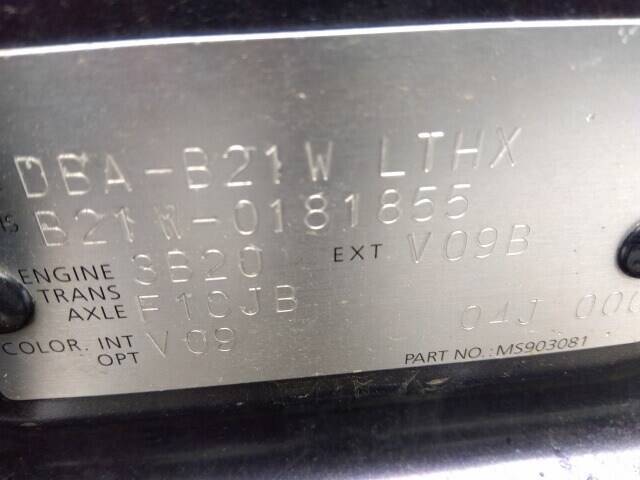 DBA-B21W LTHX
B21W-0181855
ENGINE 3B20 EXT V09B
TRANS AXLE F1CJB
04J 000
COLOR. INT OPT V09
PART NO.: MS903081